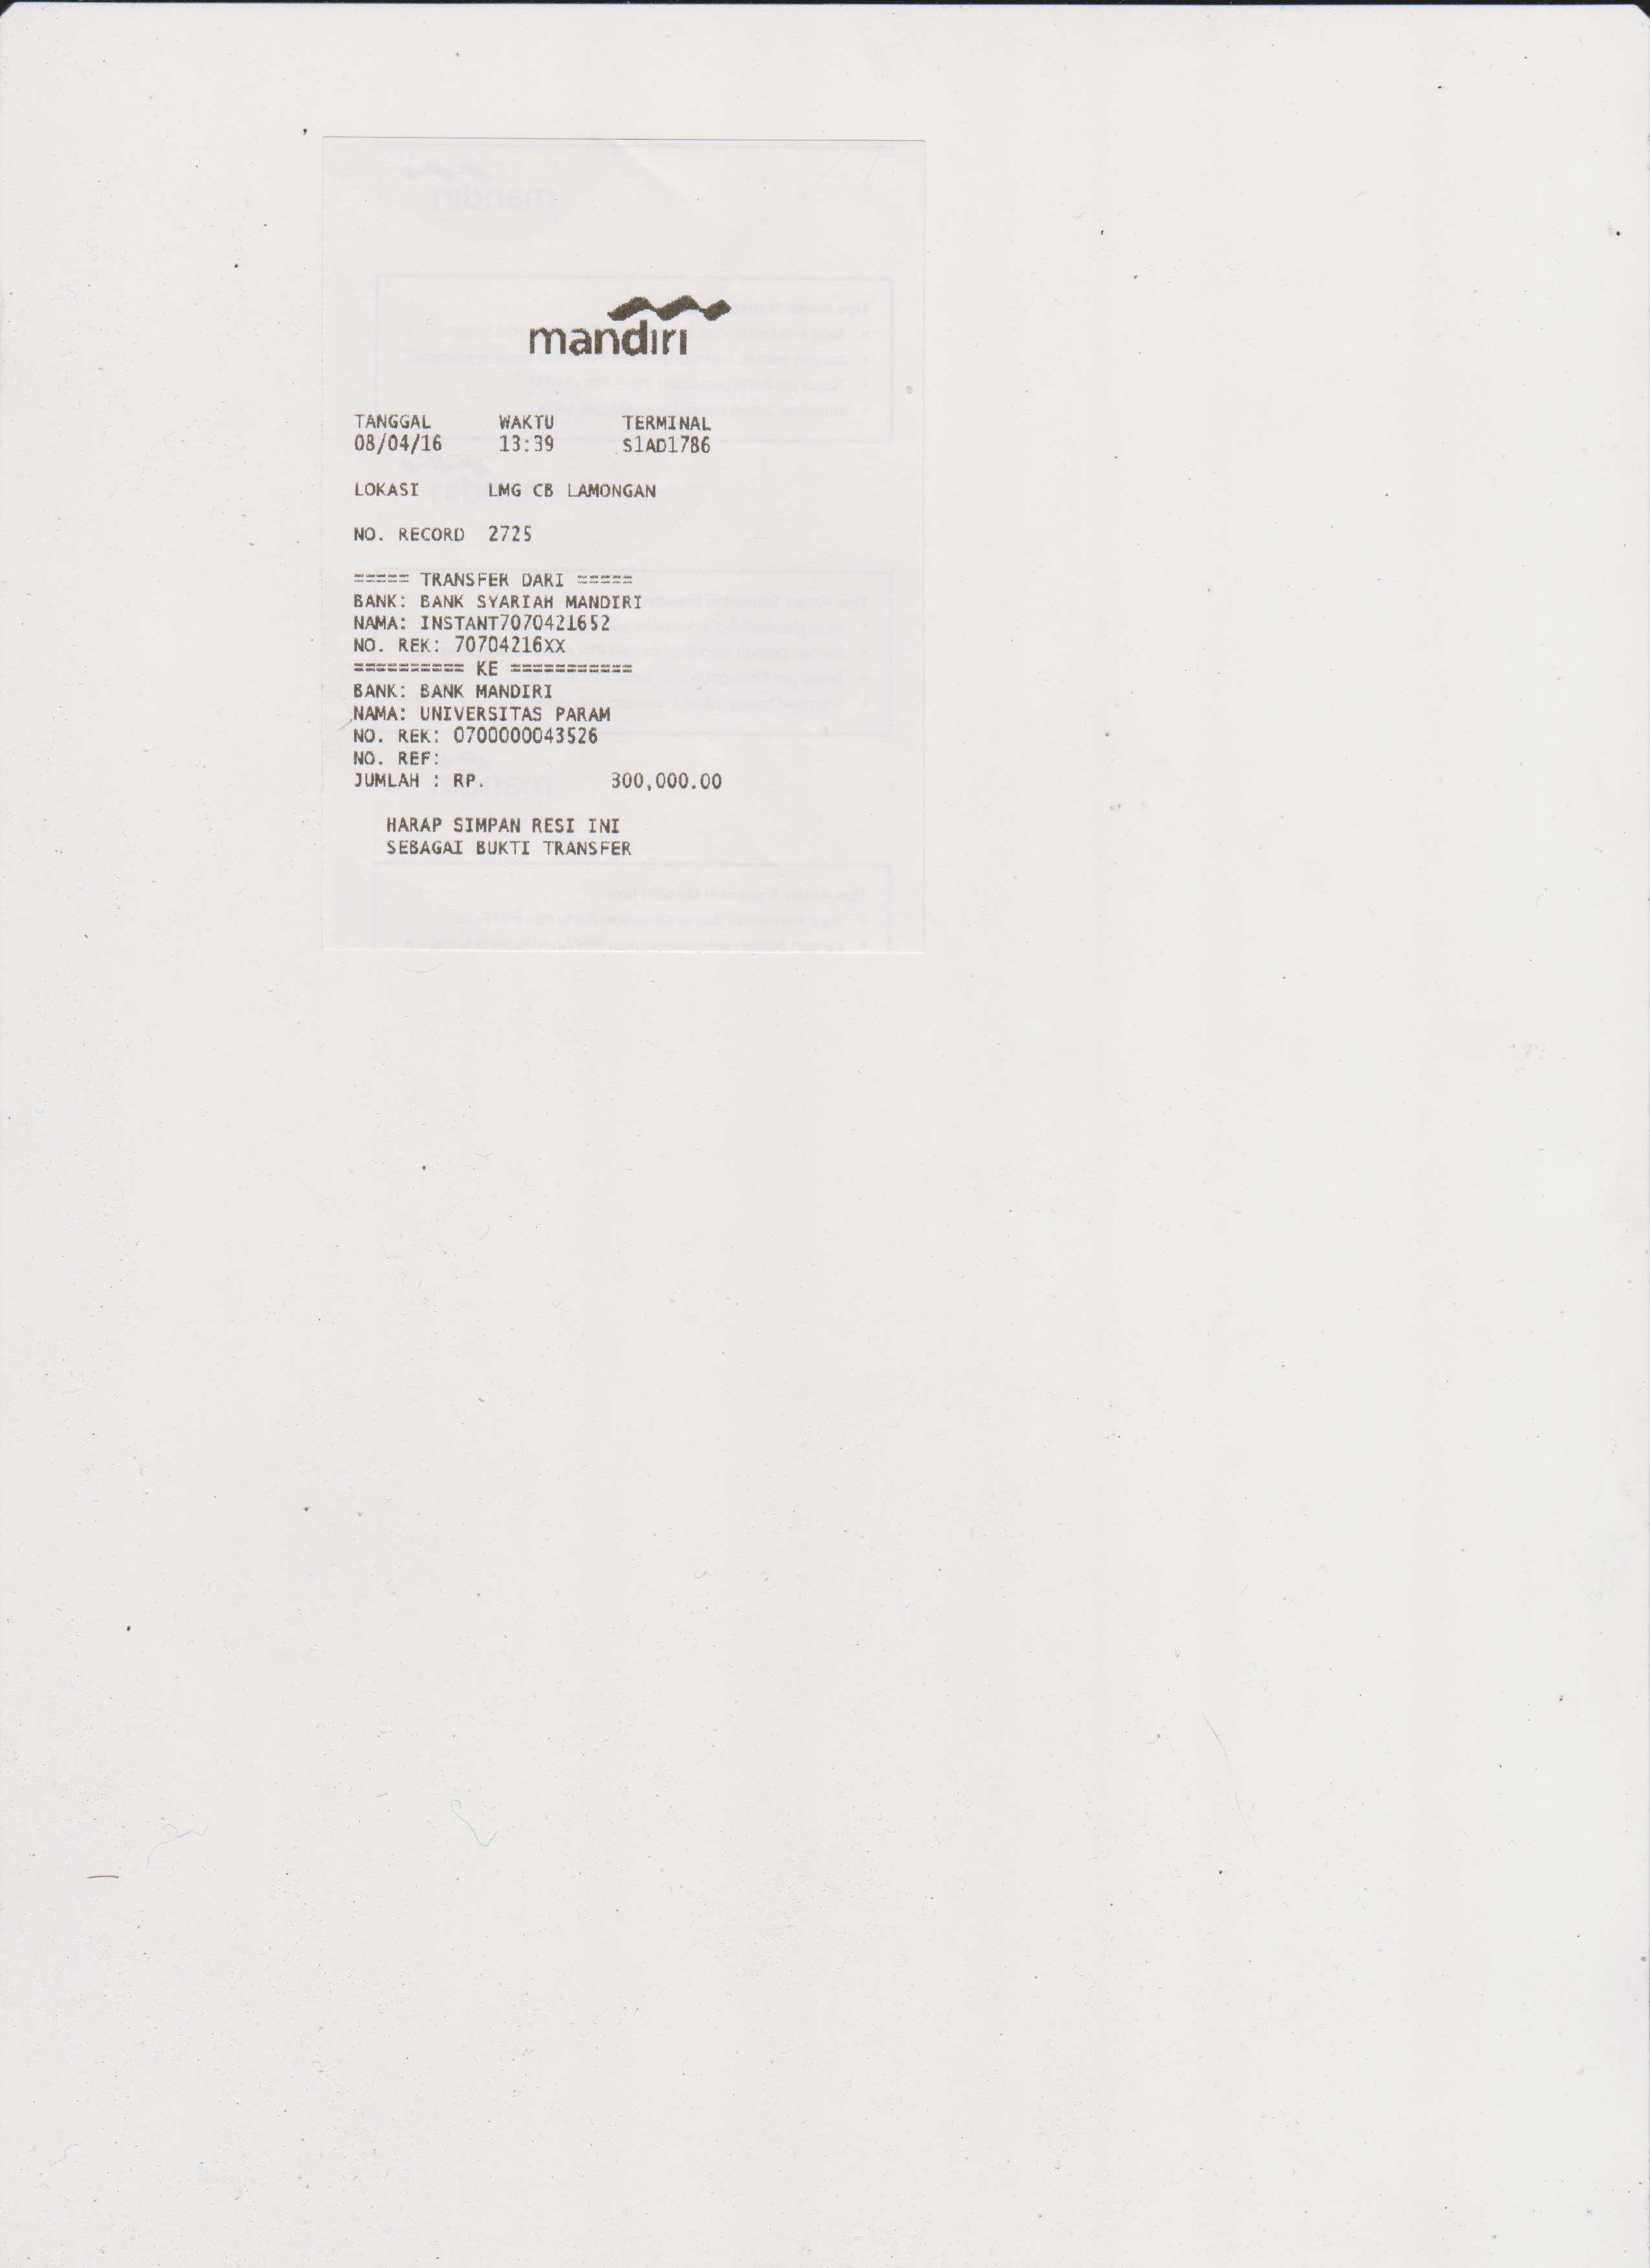 mandiri
TANGGAL WAKTU TERMINAL
08/04/16 13:39 S1AD1786
LOKASI LMG CB LAMONGAN
NO. RECORD 2725
===== TRANSFER DARI =====
BANK: BANK SYARIAH MANDIRI
NAMA: INSTANT7070421652
NO. REK: 70704216XX
========== KE ===========
BANK: BANK MANDIRI
NAMA: UNIVERSITAS PARAM
NO. REK: 0700000043526
NO. REF:
JUMLAH : RP. 300,000.00
HARAP SIMPAN RESI INI
SEBAGAI BUKTI TRANSFER